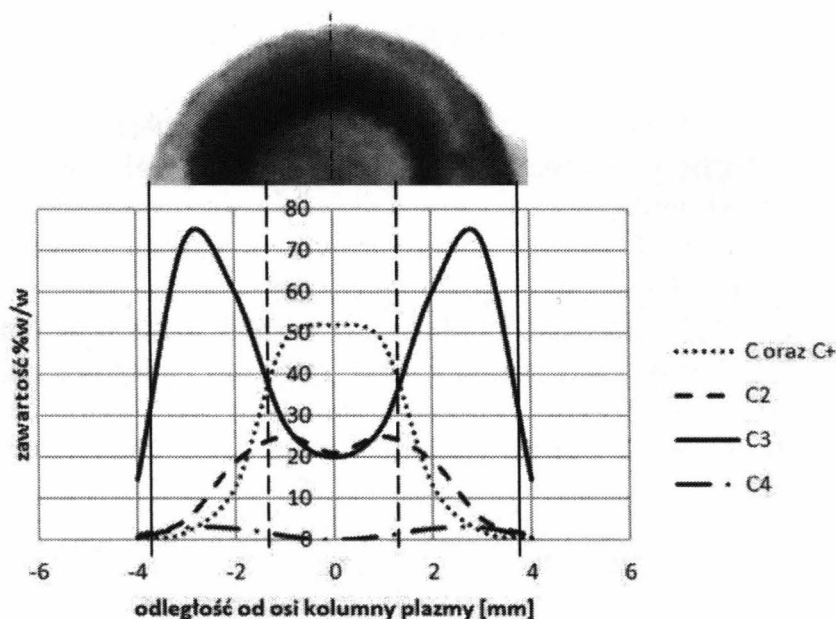 80
70
60
50
40
30
20
10
0
-6 -4 -2 0 2 4 6
zawartość %w/w
odległość od osi kolumny plazmy [mm]
C oraz C+
C2
C3
C4